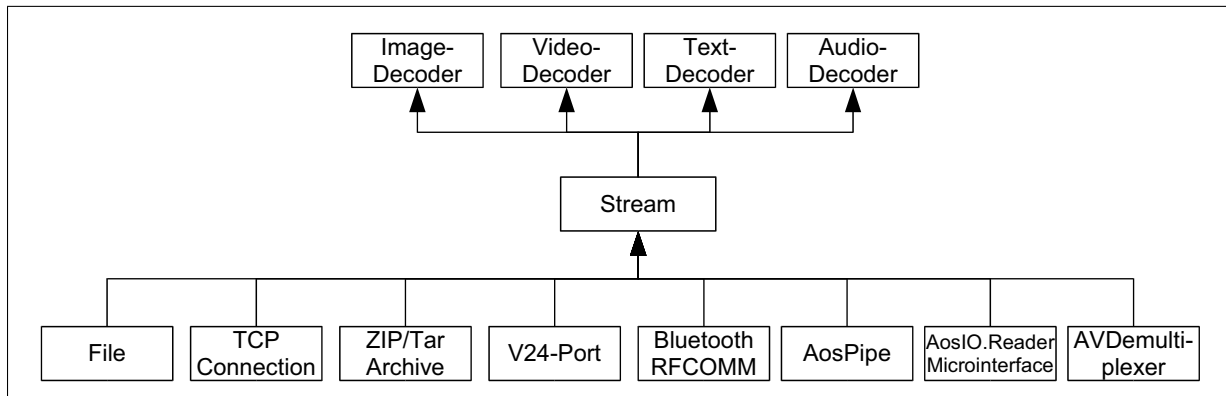 Image-
Decoder
Video-
Decoder
Text-
Decoder
Audio-
Decoder
Stream
File
TCP
Connection
ZIP/Tar
Archive
V24-Port
Bluetooth
RFCOMM
AosPipe
AosIO.Reader
Microinterface
AVDemulti-
plexer